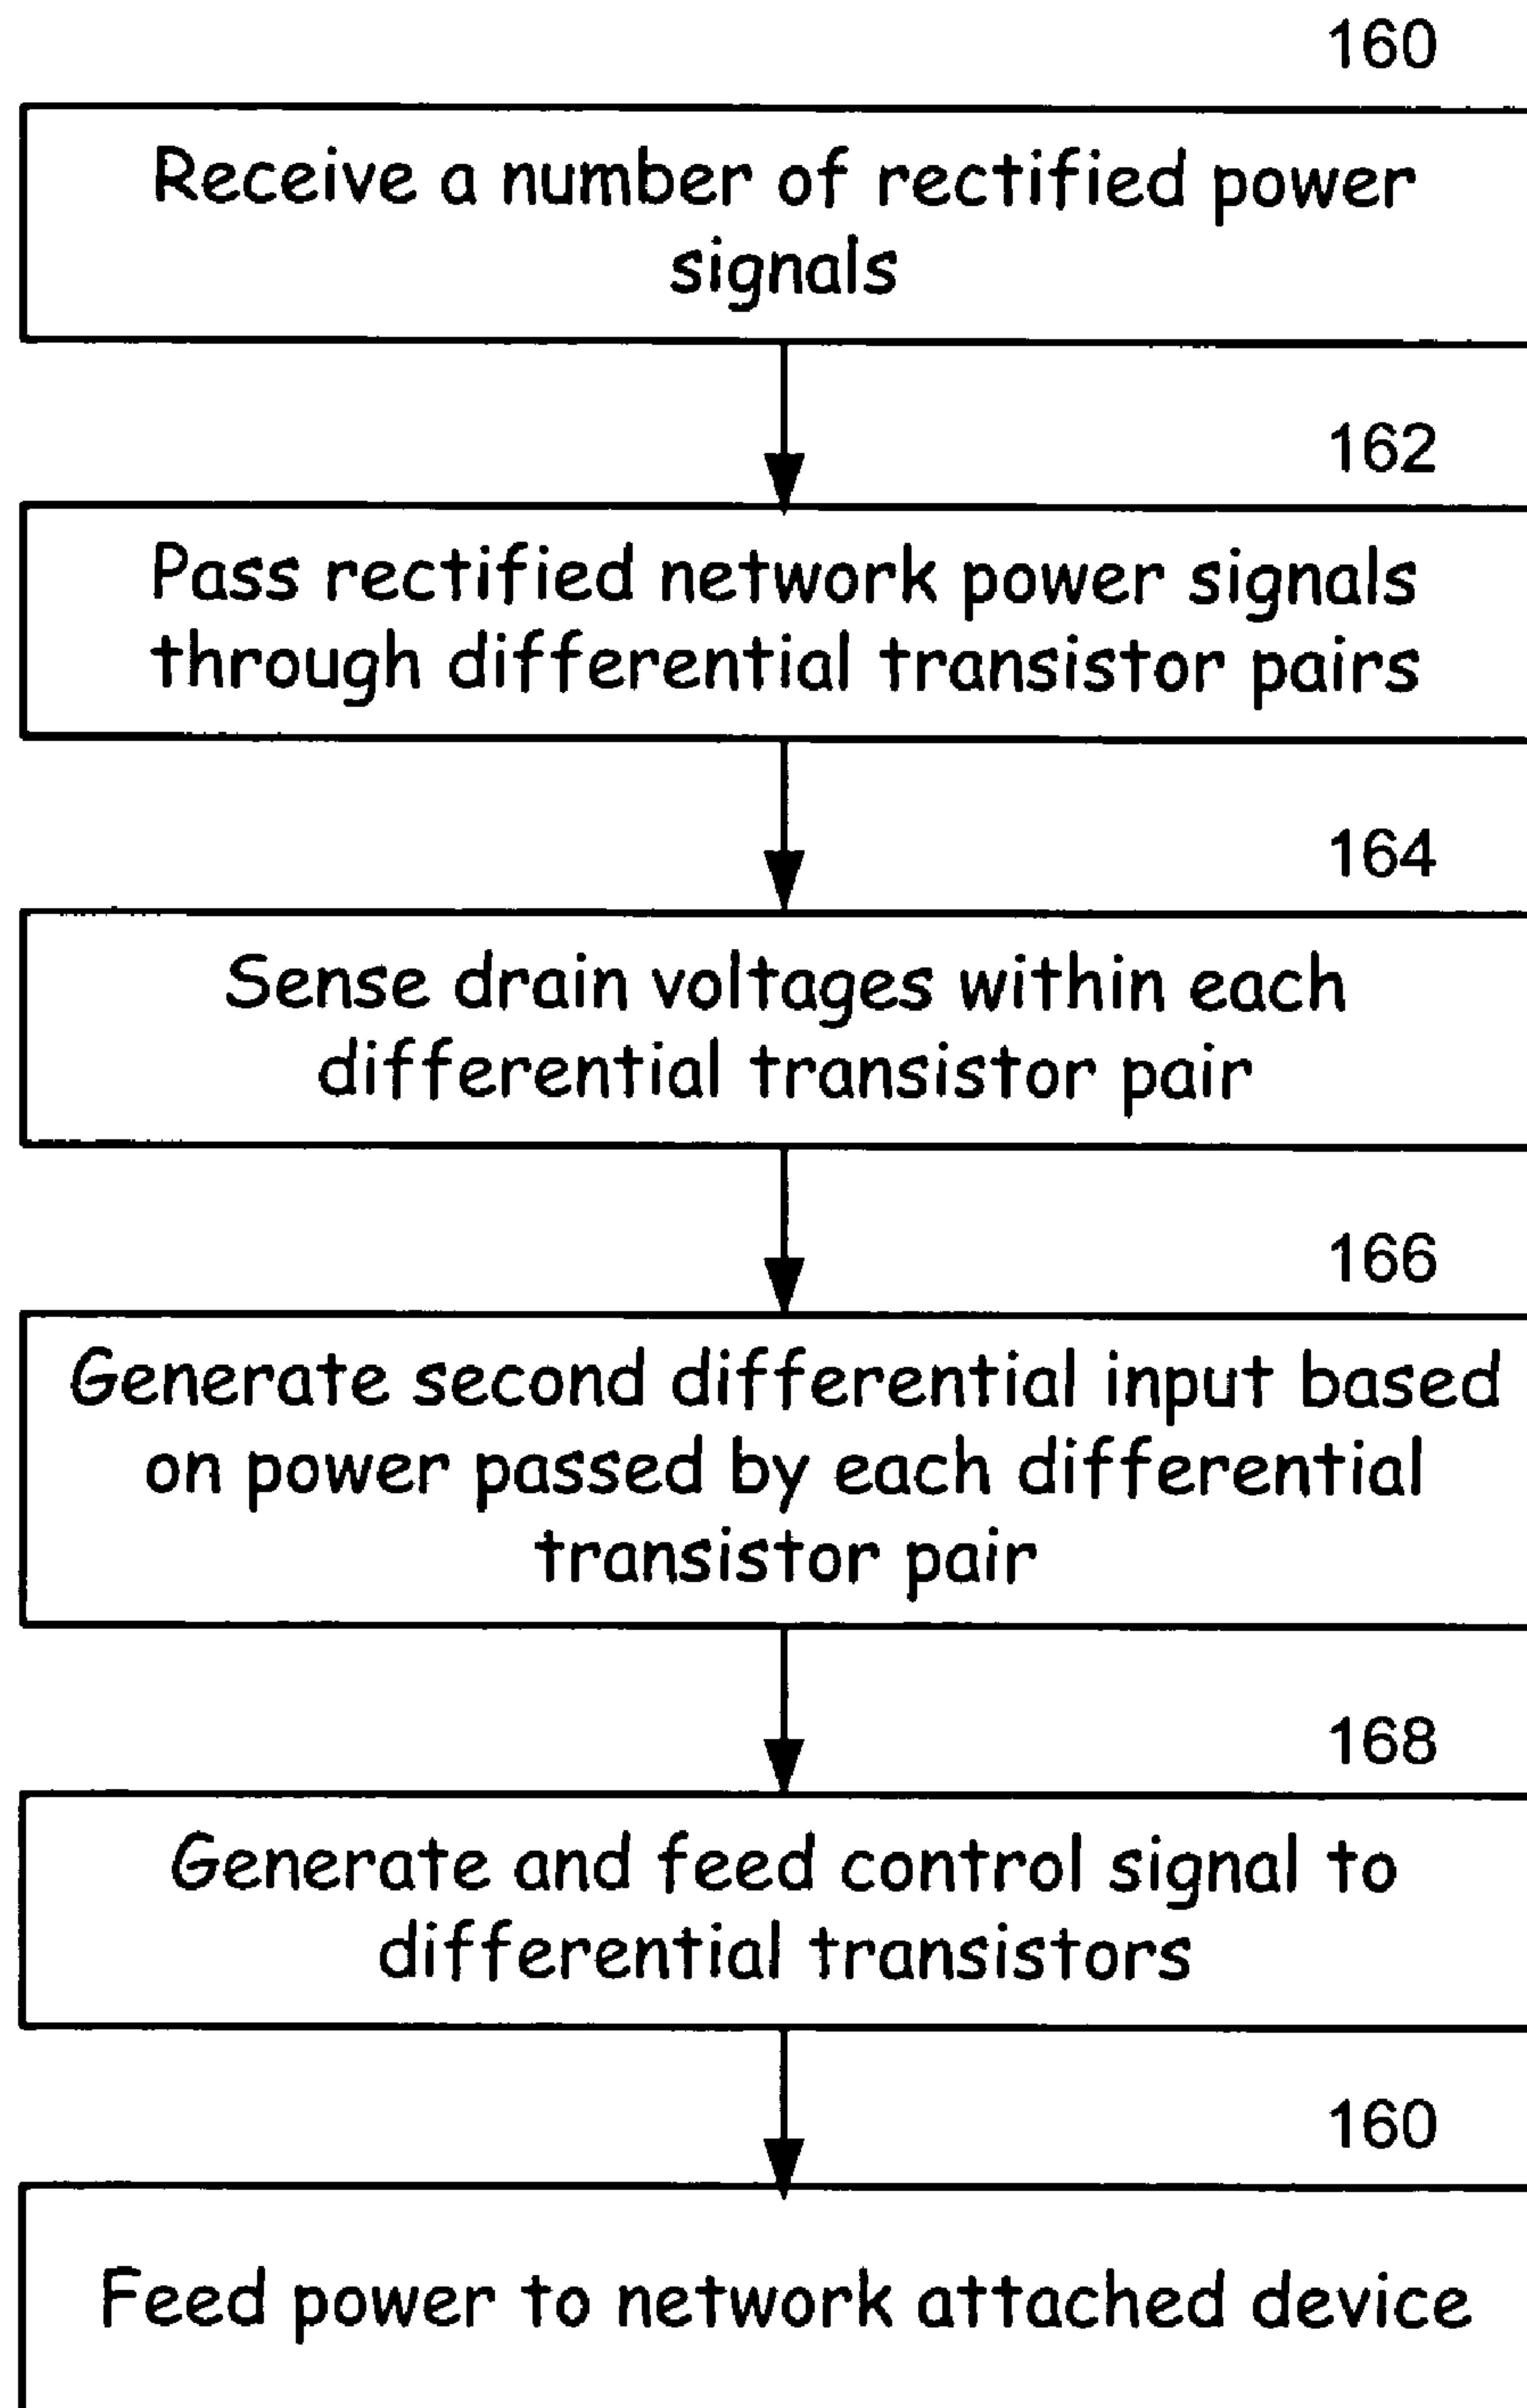 160
Receive a number of rectified power
signals
162
Pass rectified network power signals
through differential transistor pairs
164
Sense drain voltages within each
differential transistor pair
166
Generate second differential input based
on power passed by each differential
transistor pair
168
Generate and feed control signal to
differential transistors
160
Feed power to network attached device